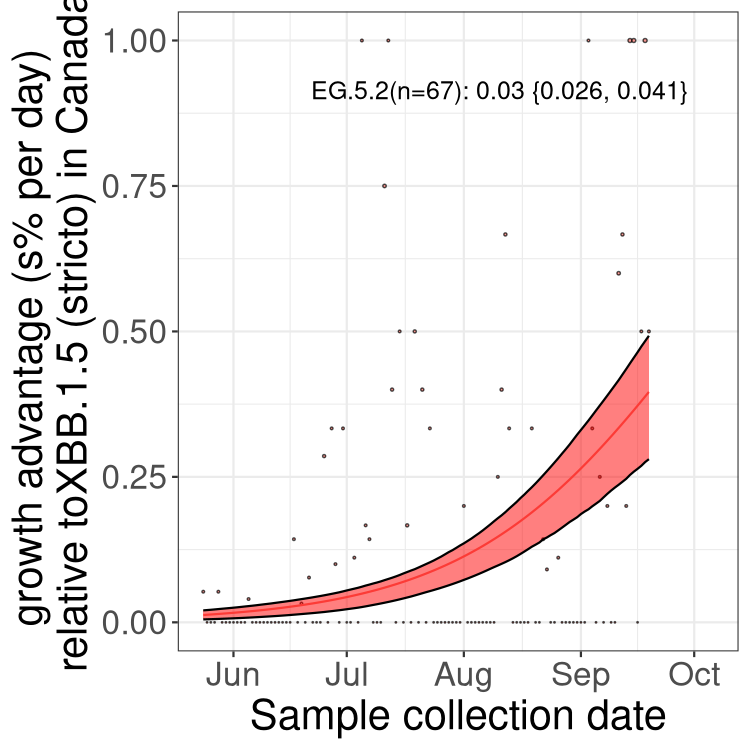 growth advantage (s% per day)
relative toXBB.1.5 (stricto) in Canada
1.00
0.75
0.50
0.25
0.00
EG.5.2(n=67): 0.03 {0.026, 0.041}
Jun Jul Aug Sep Oct
Sample collection date